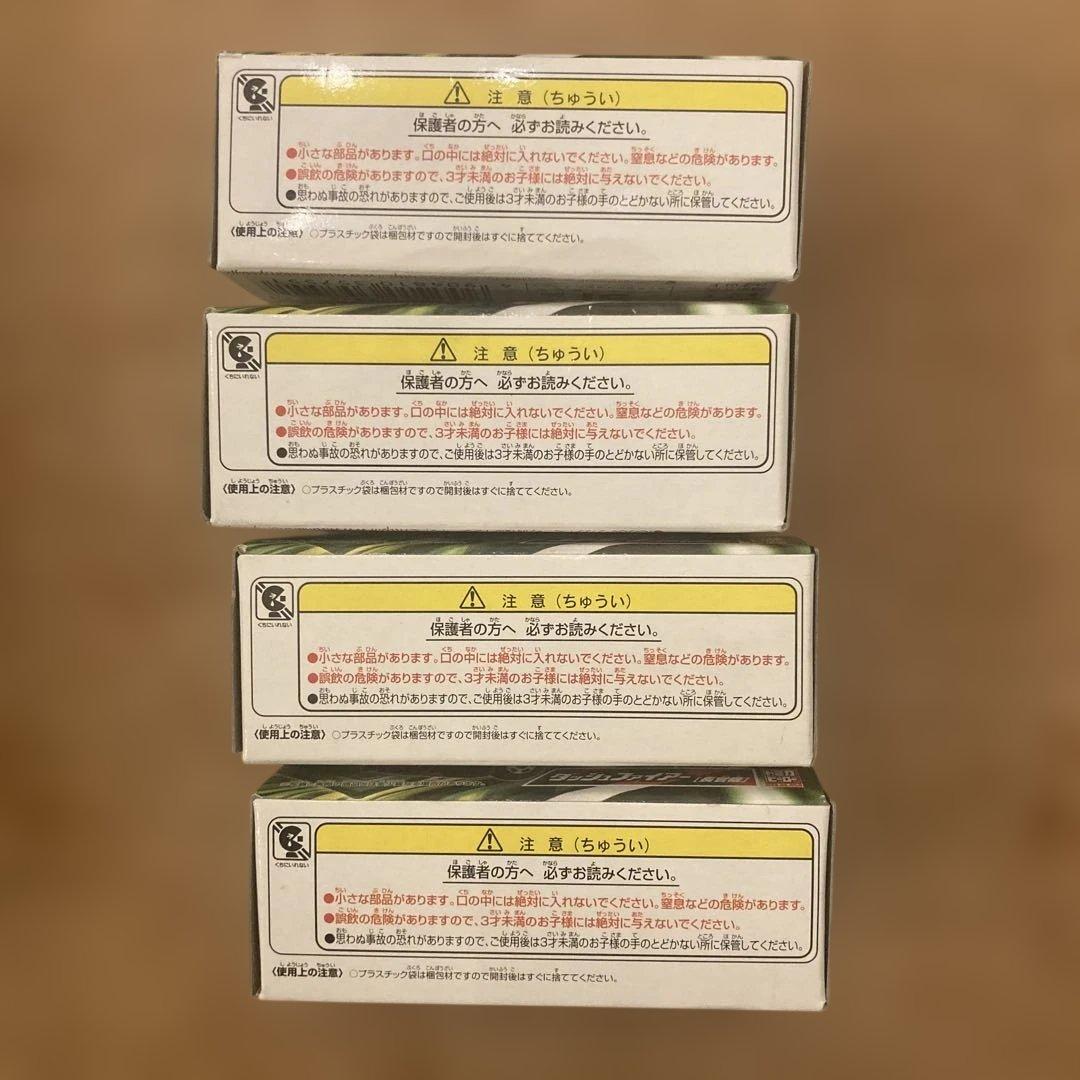 くちにいれない
注意(ちゅうい)
保護者の方へ 必ずお読みください。
●小さな部品があります。口の中には絶対に入れないでください。窒息などの危険があります。
●誤飲の危険がありますので、3才未満のお子様には絶対に与えないでください。
●思わぬ事故の恐れがありますので、ご使用後は3才未満のお子様の手のとどかない所に保管してください。
〈使用上の注意〉 ○プラスチック袋は梱包材ですので開封後はすぐに捨ててください。
くちにいれない
注意(ちゅうい)
保護者の方へ 必ずお読みください。
●小さな部品があります。口の中には絶対に入れないでください。窒息などの危険があります。
●誤飲の危険がありますので、3才未満のお子様には絶対に与えないでください。
●思わぬ事故の恐れがありますので、ご使用後は3才未満のお子様の手のとどかない所に保管してください。
〈使用上の注意〉 ○プラスチック袋は梱包材ですので開封後はすぐに捨ててください。
くちにいれない
注意(ちゅうい)
保護者の方へ 必ずお読みください。
●小さな部品があります。口の中には絶対に入れないでください。窒息などの危険があります。
●誤飲の危険がありますので、3才未満のお子様には絶対に与えないでください。
●思わぬ事故の恐れがありますので、ご使用後は3才未満のお子様の手のとどかない所に保管してください。
〈使用上の注意〉 ○プラスチック袋は梱包材ですので開封後はすぐに捨ててください。
ダッシュファイアー
くちにいれない
注意(ちゅうい)
保護者の方へ 必ずお読みください。
●小さな部品があります。口の中には絶対に入れないでください。窒息などの危険があります。
●誤飲の危険がありますので、3才未満のお子様には絶対に与えないでください。
●思わぬ事故の恐れがありますので、ご使用後は3才未満のお子様の手のとどかない所に保管してください。
〈使用上の注意〉 ○プラスチック袋は梱包材ですので開封後はすぐに捨ててください。